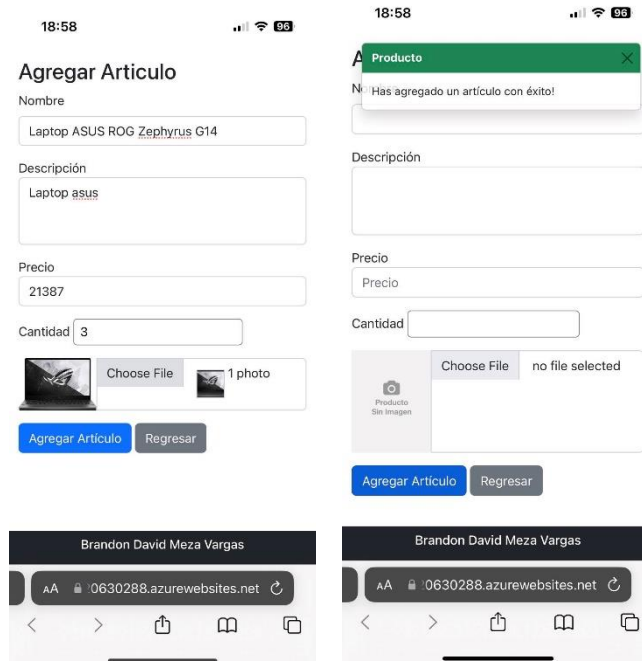 18:58
96
Agregar Articulo
Nombre
Laptop ASUS ROG Zephyrus G14
Descripción
Laptop asus
Precio
21387
Cantidad 3
Choose File 1 photo
Agregar Artículo Regresar
Brandon David Meza Vargas
AA 0630288.azurewebsites.net
18:58
96
Producto
Has agregado un artículo con éxito!
Descripción
Precio
Precio
Cantidad
Producto
Sin Imagen
Choose File no file selected
Agregar Artículo Regresar
Brandon David Meza Vargas
AA 0630288.azurewebsites.net